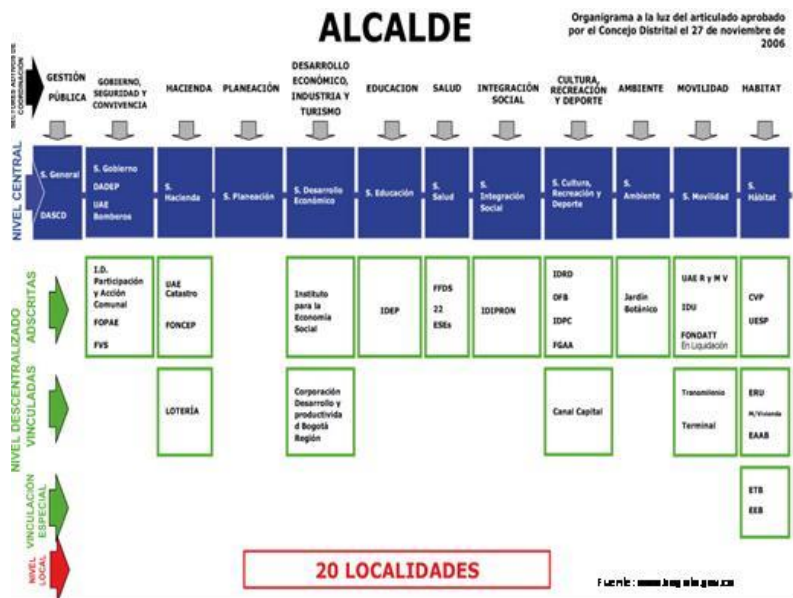 ALCALDE
Organigrama a la luz del articulado aprobado
por el Concejo Distrital el 27 de noviembre de
2006
COORDINACIÓN
GESTIÓN
PÚBLICA
GOBIERNO,
SEGURIDAD Y
CONVIVENCIA
HACIENDA
PLANEACIÓN
DESARROLLO
ECONÓMICO,
INDUSTRIA Y
TURISMO
EDUCACION
SALUD
INTEGRACIÓN
SOCIAL
CULTURA,
RECREACIÓN
Y DEPORTE
AMBIENTE
MOVILIDAD
HABITAT
NIVEL CENTRAL
S. General
DASCD
S. Gobierno
DADEP
UAE
Bomberos
S.
Hacienda
S. Planeación
S. Desarrollo
Económico
S. Educación
S.
Salud
S.
Integración
Social
S. Cultura,
Recreación y
Deporte
S.
Ambiente
S. Movilidad
S.
Hábitat
NIVEL DESCENTRALIZADO
ADSCRITAS
I.D.
Participación
y Acción
Comunal
FOPAE
FVS
UAE
Catastro
FONCEP
Instituto
para la
Economía
Social
IDEP
FFDS
22
ESEs
IDIPRON
IDRD
OFB
IDPC
FGAA
Jardín
Botánico
UAE R y M V
IDU
FONDATT
En Liquidación
CVP
UESP
VINCULADAS
LOTERÍA
Corporación
Desarrollo y
productivida
d Bogotá
Región
Canal Capital
Transmilenio
Terminal
ERU
M/Vivienda
EAAB
VINCULACIÓN
ESPECIAL
ETB
EEB
NIVEL
LOCAL
20 LOCALIDADES
Fuente: